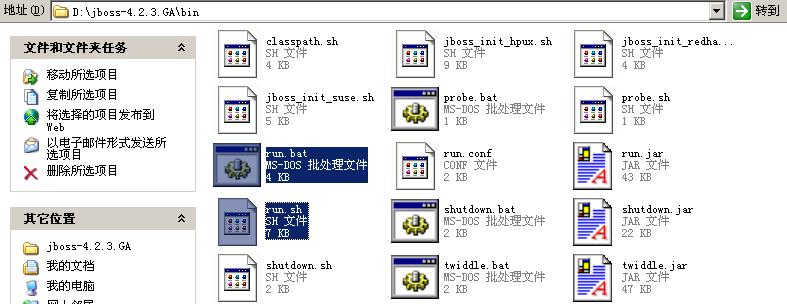 地址(D)
D:\jboss-4.2.3.GA\bin
转到
文件和文件夹任务
移动所选项目
复制所选项目
将选择的项目发布到
Web
以电子邮件形式发送所
选项目
删除所选项目
其它位置
jboss-4.2.3.GA
我的文档
我的电脑
网上邻居
classpath.sh
SH 文件
4 KB
jboss_init_hpux.sh
SH 文件
9 KB
jboss_init_redha...
SH 文件
4 KB
jboss_init_suse.sh
SH 文件
5 KB
probe.bat
MS-DOS 批处理文件
1 KB
probe.sh
SH 文件
1 KB
run.bat
MS-DOS 批处理文件
4 KB
run.conf
CONF 文件
2 KB
run.jar
JAR 文件
43 KB
run.sh
SH 文件
7 KB
shutdown.bat
MS-DOS 批处理文件
2 KB
shutdown.jar
JAR 文件
22 KB
shutdown.sh
SH 文件
2 KB
twiddle.bat
MS-DOS 批处理文件
2 KB
twiddle.jar
JAR 文件
47 KB